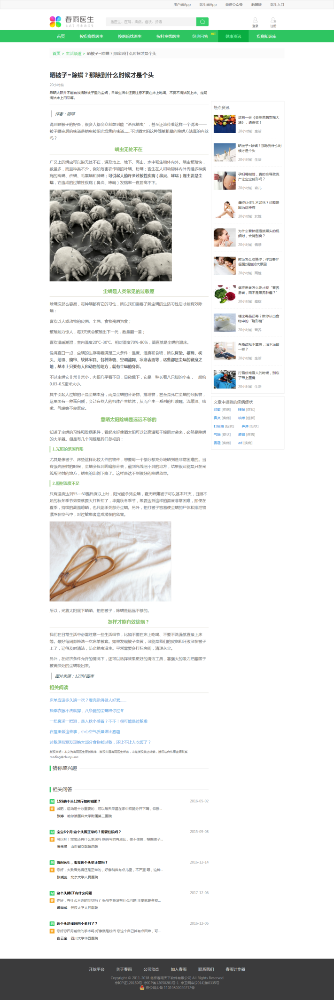 用户端App 医生端App 微信公众号 触屏版 医生入口
春雨医生
搜医生、医院、疾病、症状、资讯
登录 注册
首页 按疾病找医生 按医院找医生 按科室找医生 经典问答 HOT 健康资讯 疾病知识库
首页 > 生活频道 > 晒被子=除螨？那除到什么时候才是个头
晒被子=除螨？那除到什么时候才是个头
20小时前
靠晒太阳并不能有效清除被子里的尘螨，日常生活中还要注意不要在床上吃喝、不要不清洁就上床、定期
清洁床上用品等。
作者：丽琼
说到晒被子的好处，很多人都会立刻想到能“杀死螨虫”，甚至还流传着这样一个说法——
被子晒完后的味道是螨虫被阳光烧焦的味道……不过晒太阳这种简单粗暴的除螨方法真的有效
吗？
螨虫无处不在
广义上的螨虫可以说无处不在，遍及地上、地下、高山、水中和生物体内外。螨虫繁殖快，
数量多，而且种类不少，例如危害农作物的叶螨、粉螨；寄生在人和动物体内外传播多种疾
病的鸡螨、疥螨、毛囊螨和肺螨；可引起人的许多过敏性疾病（鼻炎、哮喘）则主要是尘
螨，它造成的过敏性疾病（鼻炎、哮喘）发病率一直居高不下。
尘螨是人类常见的过敏原
除螨没那么容易，每种螨都有它的习性，所以我们需要了解尘螨的生活习性后才能有效除
螨：
喜欢以人或动物的皮屑、尘屑、食物残屑为食；
繁殖能力惊人，每3天就会繁殖出下一代，数量翻一番；
喜欢温暖潮湿，室内温度20℃-30℃、相对湿度70%-80%，简直就是尘螨的温床。
说得直白一点，尘螨的生存需要满足三大条件：温度、湿度和食物，所以床垫、被褥、枕
头、地毯、窗帘、软体家具、各种饰物、空调滤网、凉席表面等，这些都是尘螨的藏身之
地，基本上只要有人和动物的地方，就有尘螨的身影。
不过尘螨它非常非常小，肉眼几乎看不见，显微镜下，它是一种长着八只脚的小虫，一般约
0.03-0.5毫米大小。
其中引起人过敏的不是尘螨本身，而是尘螨的分泌物、排泄物，甚至是死亡尘螨的分解物，
这里面有一种蛋白质，会让有些人的机体产生抗体，从而产生一系列的打喷嚏、流眼泪、咳
嗽、气喘等不良反应。
靠晒太阳除螨是远远不够的
知道了尘螨的习性和致病条件，看起来好像晒太阳可以让高温和干燥同时袭来，必然是除螨
的大杀器。但是有几个问题是我们忽视的：
1.光照的范围有限
尤其是像被子、床垫这样比较大件的物件，想要每一个部分都充分地晒到是非常困难的。当
有强光照射的时候，尘螨会躲到阴暗部分去，藏到光线照不到的地方，结果很可能是只在光
线所照射的地方，螨虫的比例下降了。这样是达不到很好的除螨效果。
2.照射温度不足
只有温度达到55～60摄氏度以上时，阳光能杀死尘螨，夏天晒薄被子可以基本歼灭，日照不
足的秋冬季节效果就要大打折扣了，毕竟秋冬季节，想要达到这样的温度非常困难，即便在
夏季，持续的高温晾晒，也只能杀死部分尘螨。另外，拍打被子容易使尘螨的尸体和排泄物
漂浮在空气中，对过敏患者造成潜在的危害。
所以，光靠太阳底下晒晒、拍拍被子，除螨是远远不够的。
怎样才能有效除螨？
我们在日常生活中必需注意一些生活细节，比如不要在床上吃喝、不要不洗澡就直接上床
等。最好每周都换洗一次床单被套。如果发现被子变黄，可能是我们的皮脂和汗液沾在被子
上了，记得及时清洁，防止螨虫滋生。平常需要多打扫房间，清理灰尘。
另外，在经济条件允许的情况下，还可以选择效果更好的清洁工具，靠强大的吸力把藏匿于
被褥深处的尘螨吸出来。
图片来源：123RF图库
相关阅读
床单应该多久换一次？看完觉得做人好累……
换季衣服不洗就穿，八条腿的尘螨陪你过冬
一把鼻涕一把泪，是入秋小感冒？不不！很可能是过敏啦
在屋里做这些事，小心空气质量堪比雾霾
过敏原检测发现绝大部分食物都过敏，还让不让人吃饭了？
版权声明：本文为春雨医生原创稿件，版权归属春雨医生所有，未经授权禁止转载，授权与合作事宜请联系
reading@chunyu.me
猜你感兴趣
相关问答
问 155的个头120斤如何减肥？ 2016-05-02
答 减肥，运动是十分重要的，可以每天早晨在家中双腿分开下蹲，仰卧...
张婷 哈尔滨医科大学附属第二医院
问 宝宝6个月:这个头围正常吗？需要住院吗？ 2015-09-08
答 可以呀！宝宝还有什么表现吗 病例写的有点乱，住不住院，根据孩子...
张玉灵 山东省立医院西院
问 请问医生，宝宝这个头型正常吗？ 2016-12-14
答 您好，大致看觉得还是正常的，好像稍微有点儿歪，不严重 嗯，这种...
张晓蕊 北京大学人民医院
问 这个头颅CT有什么问题 2017-12-06
答 你好，有什么不适的症状吗？ 头颅本身没有什么问题 主要就是鼻窦...
谭华威 武汉大学人民医院
问 这个头是线吗四个多月了？ 2016-12-06
答 您好您四月前做的手术吗 好像就是线结 您这个自己掉有点困难，可...
白云金 四川大学华西医院
热点资讯
这有一份《去除果蔬农残大
法》，请查收！
20小时前 生活
晒被子=除螨？那除到什么时
候才是个头
20小时前 生活
孕妇喝咖啡，真的会导致流
产让宝宝畸形吗？
20小时前 育儿
痛经让你生不如死？可能是
因为这种病
20小时前 女性
为什么看挤痘痘拔黑头的视
频时，会特别爽？
20小时前 情感
教ta怎么取悦你：你当着伴
侣面zi慰的8大原因
20小时前 两性
癌症患者怎么吃才能“营养
患者，而不是喂养肿瘤？”
20小时前 癌症
糖比毒品还毒？教你认出食
物中的“隐形糖”
20小时前 营养
骨质疏松不算病，治不治都
一样？
20小时前 生活
打雪仗堆雪人的时候，别忘
了带上墨镜
20小时前 生活
文章中提到的疾病症状
过敏 [疾病] 哮喘 [症状]
鼻炎 [疾病] 咳嗽 [症状]
打喷嚏 [症状] 鼻涕 [症状]
气喘 [症状] 感冒 [疾病]
雾霾 [疾病] ad [疾病]
开放平台 关于春雨 公司动态 加入春雨 联系我们 春雨计步器
Copyright © 2011-2018 北京春雨天下软件有限公司 All Rights Reserved
京ICP证120150号 京ICP备12050281号-1 京卫网审[2014]第0335号
京公网安备 11010802020212号